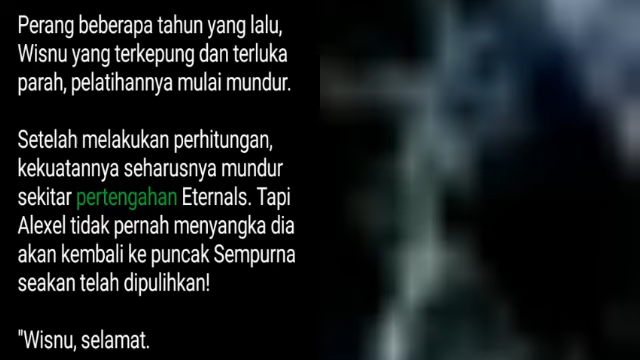 Perang beberapa tahun yang lalu,
Wisnu yang terkepung dan terluka
parah, pelatihannya mulai mundur.
Setelah melakukan perhitungan,
kekuatannya seharusnya mundur
sekitar pertengahan Eternals. Tapi
Alexel tidak pernah menyangka dia
akan kembali ke puncak Sempurna
seakan telah dipulihkan!
"Wisnu, selamat.